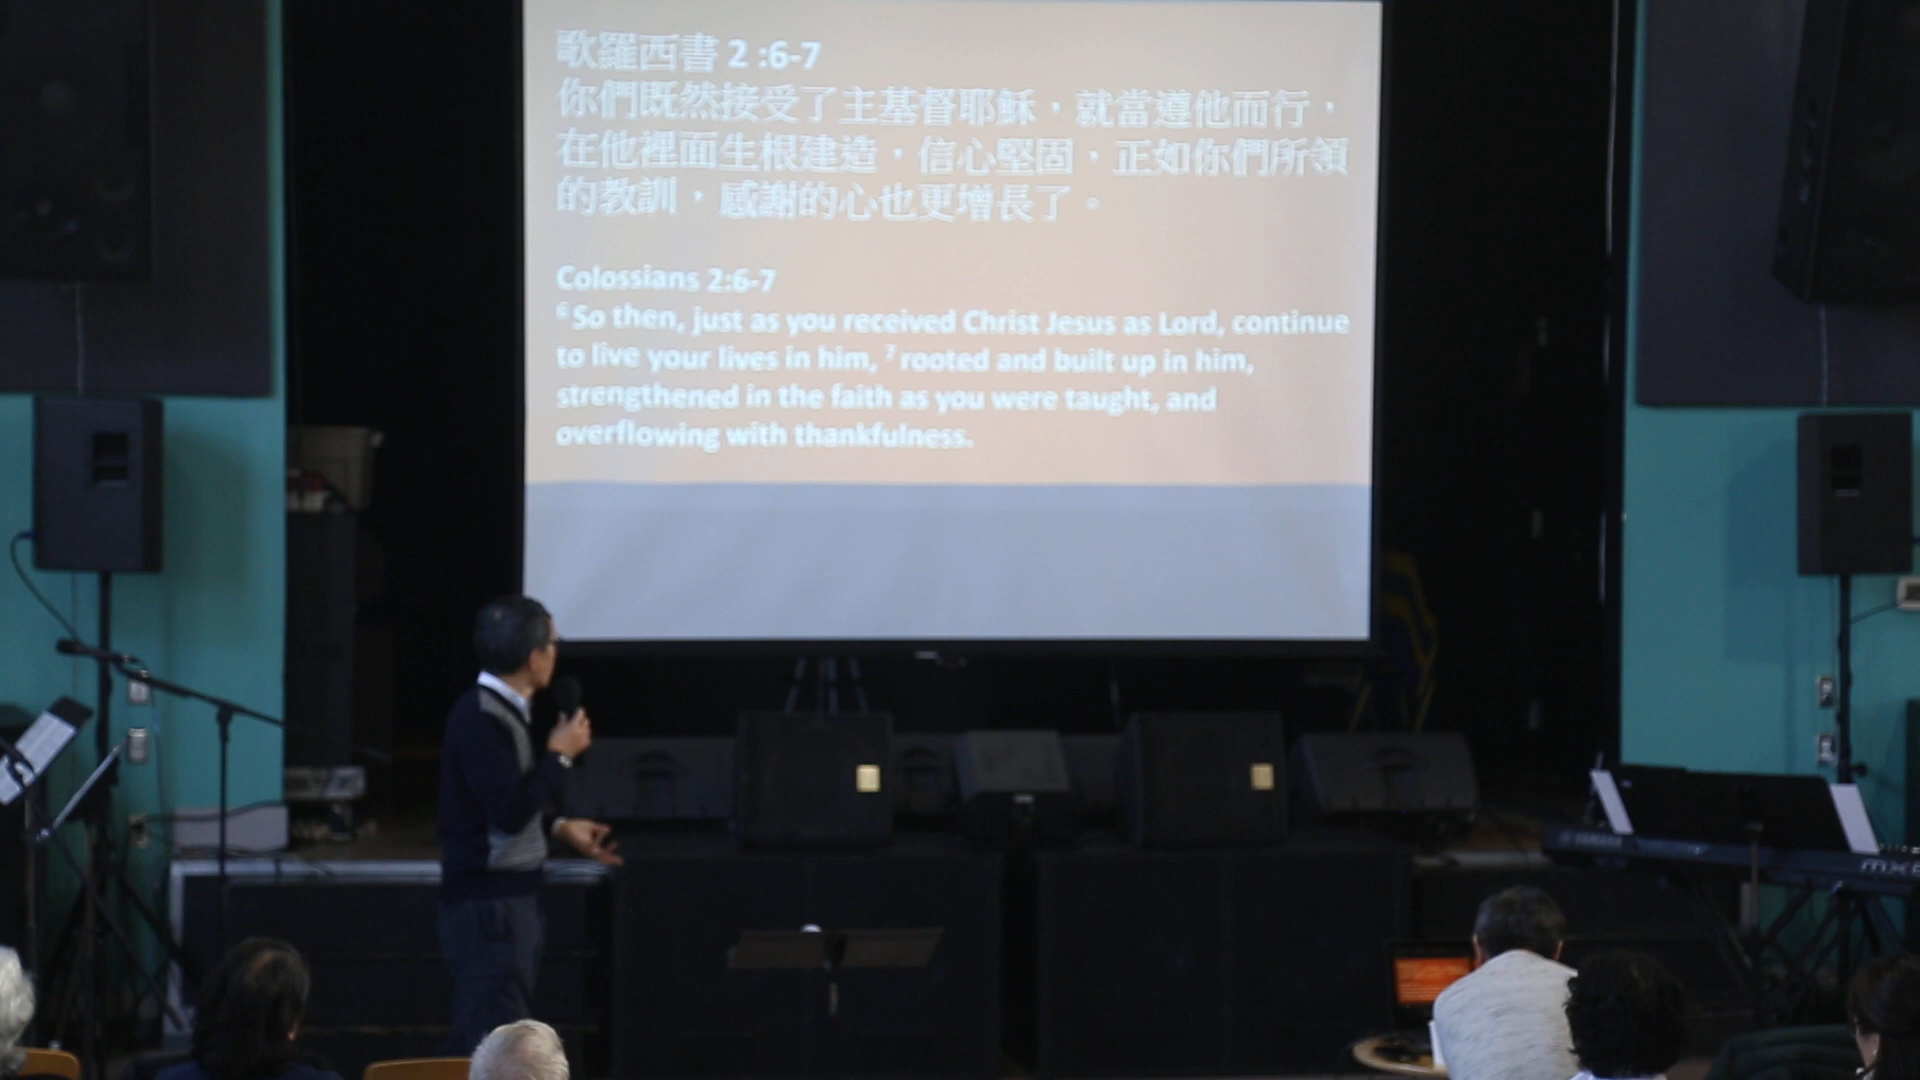 歌羅西書 2 :6-7
你們既然接受了主基督耶穌，就當遵他而行，
在他裡面生根建造，信心堅固，正如你們所領
的教訓，感謝的心也更增長了。
Colossians 2:6-7
6 So then, just as you received Christ Jesus as Lord, continue
to live your lives in him, 7 rooted and built up in him,
strengthened in the faith as you were taught, and
overflowing with thankfulness.
YAMAHA